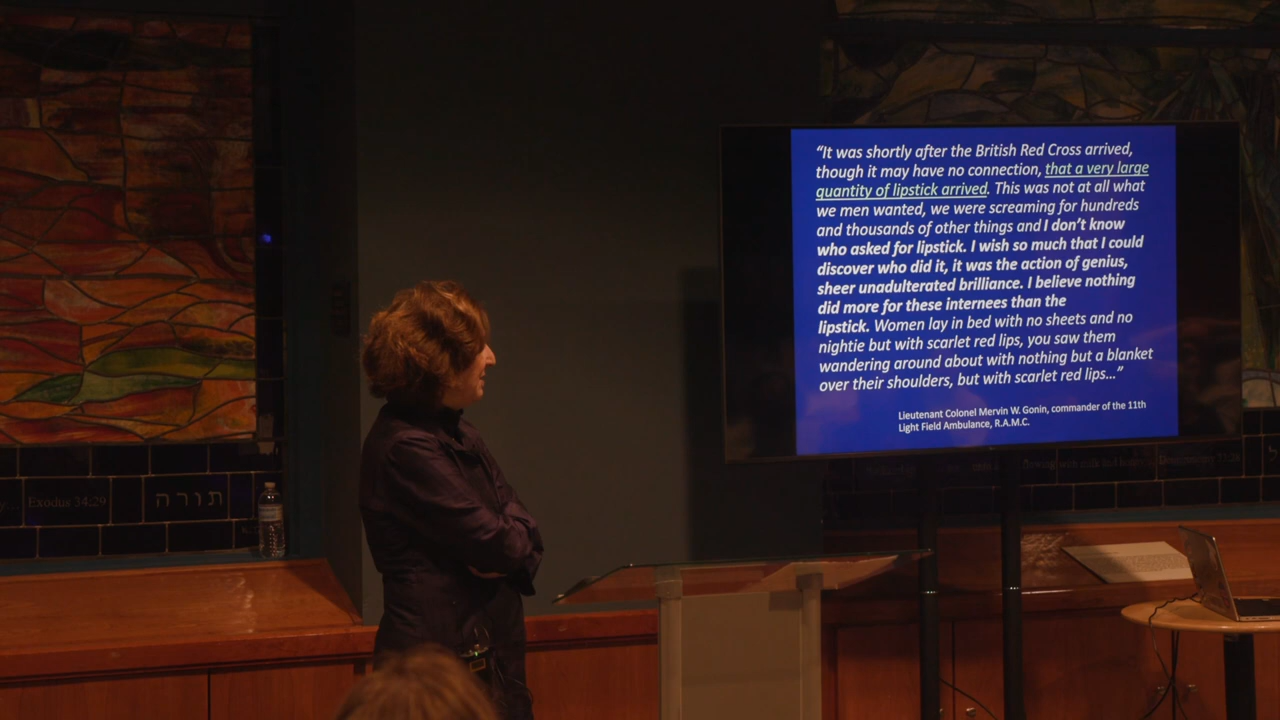 “It was shortly after the British Red Cross arrived,
though it may have no connection, that a very large
quantity of lipstick arrived. This was not at all what
we men wanted, we were screaming for hundreds
and thousands of other things and I don’t know
who asked for lipstick. I wish so much that I could
discover who did it, it was the action of genius,
sheer unadulterated brilliance. I believe nothing
did more for these internees than the
lipstick. Women lay in bed with no sheets and no
nightie but with scarlet red lips, you saw them
wandering around about with nothing but a blanket
over their shoulders, but with scarlet red lips…”
Lieutenant Colonel Mervin W. Gonin, commander of the 11th
Light Field Ambulance, R.A.M.C.
Exodus 34:29
תורה
with milk and